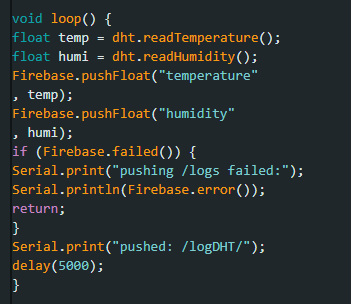 void loop() {
float temp = dht.readTemperature();
float humi = dht.readHumidity();
Firebase.pushFloat("temperature"
, temp);
Firebase.pushFloat("humidity"
, humi);
if (Firebase.failed()) {
Serial.print("pushing /logs failed:");
Serial.println(Firebase.error());
return;
}
Serial.print("pushed: /logDHT/");
delay(5000);
}